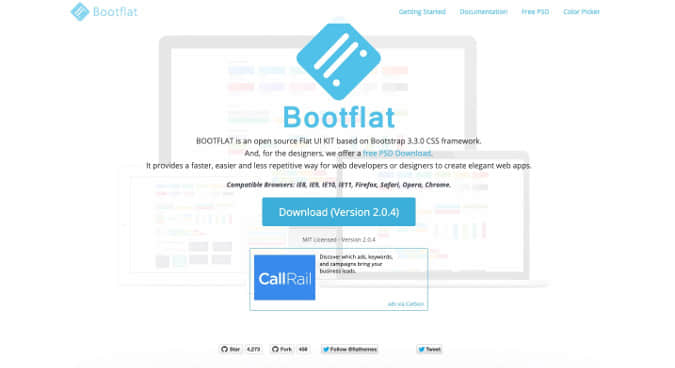 Bootflat
Getting Started Documentation Free PSD Color Picker
Bootflat
BOOTFLAT is an open source Flat UI KIT based on Bootstrap 3.3.0 CSS framework.
And, for the designers, we offer a free PSD Download.
It provides a faster, easier and less repetitive way for web developers or designers to create elegant web apps.
Compatible Browsers: IE8, IE9, IE10, IE11, Firefox, Safari, Opera, Chrome.
Download (Version 2.0.4)
MIT Licensed · Version 2.0.4
CallRail
Discover which ads, keywords,
and campaigns bring your
business leads.
ads via Carbon
Star 4,273 Fork 458 Follow @flathemes Tweet